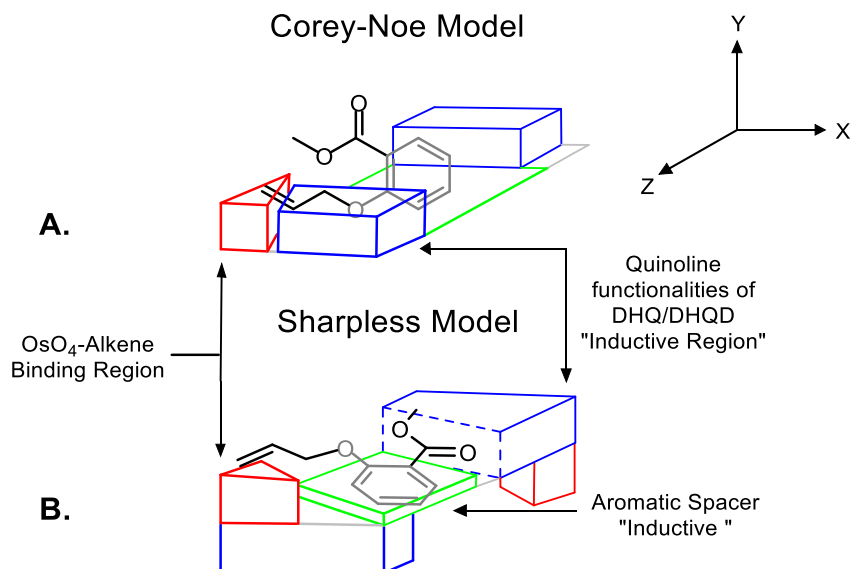 Corey-Noe Model
Y
X
Z
O
O
O
A.
Quinoline
functionalities of
DHQ/DHQD
"Inductive Region"
Sharpless Model
OsO4-Alkene
Binding Region
O
O
O
B.
Aromatic Spacer
"Inductive "